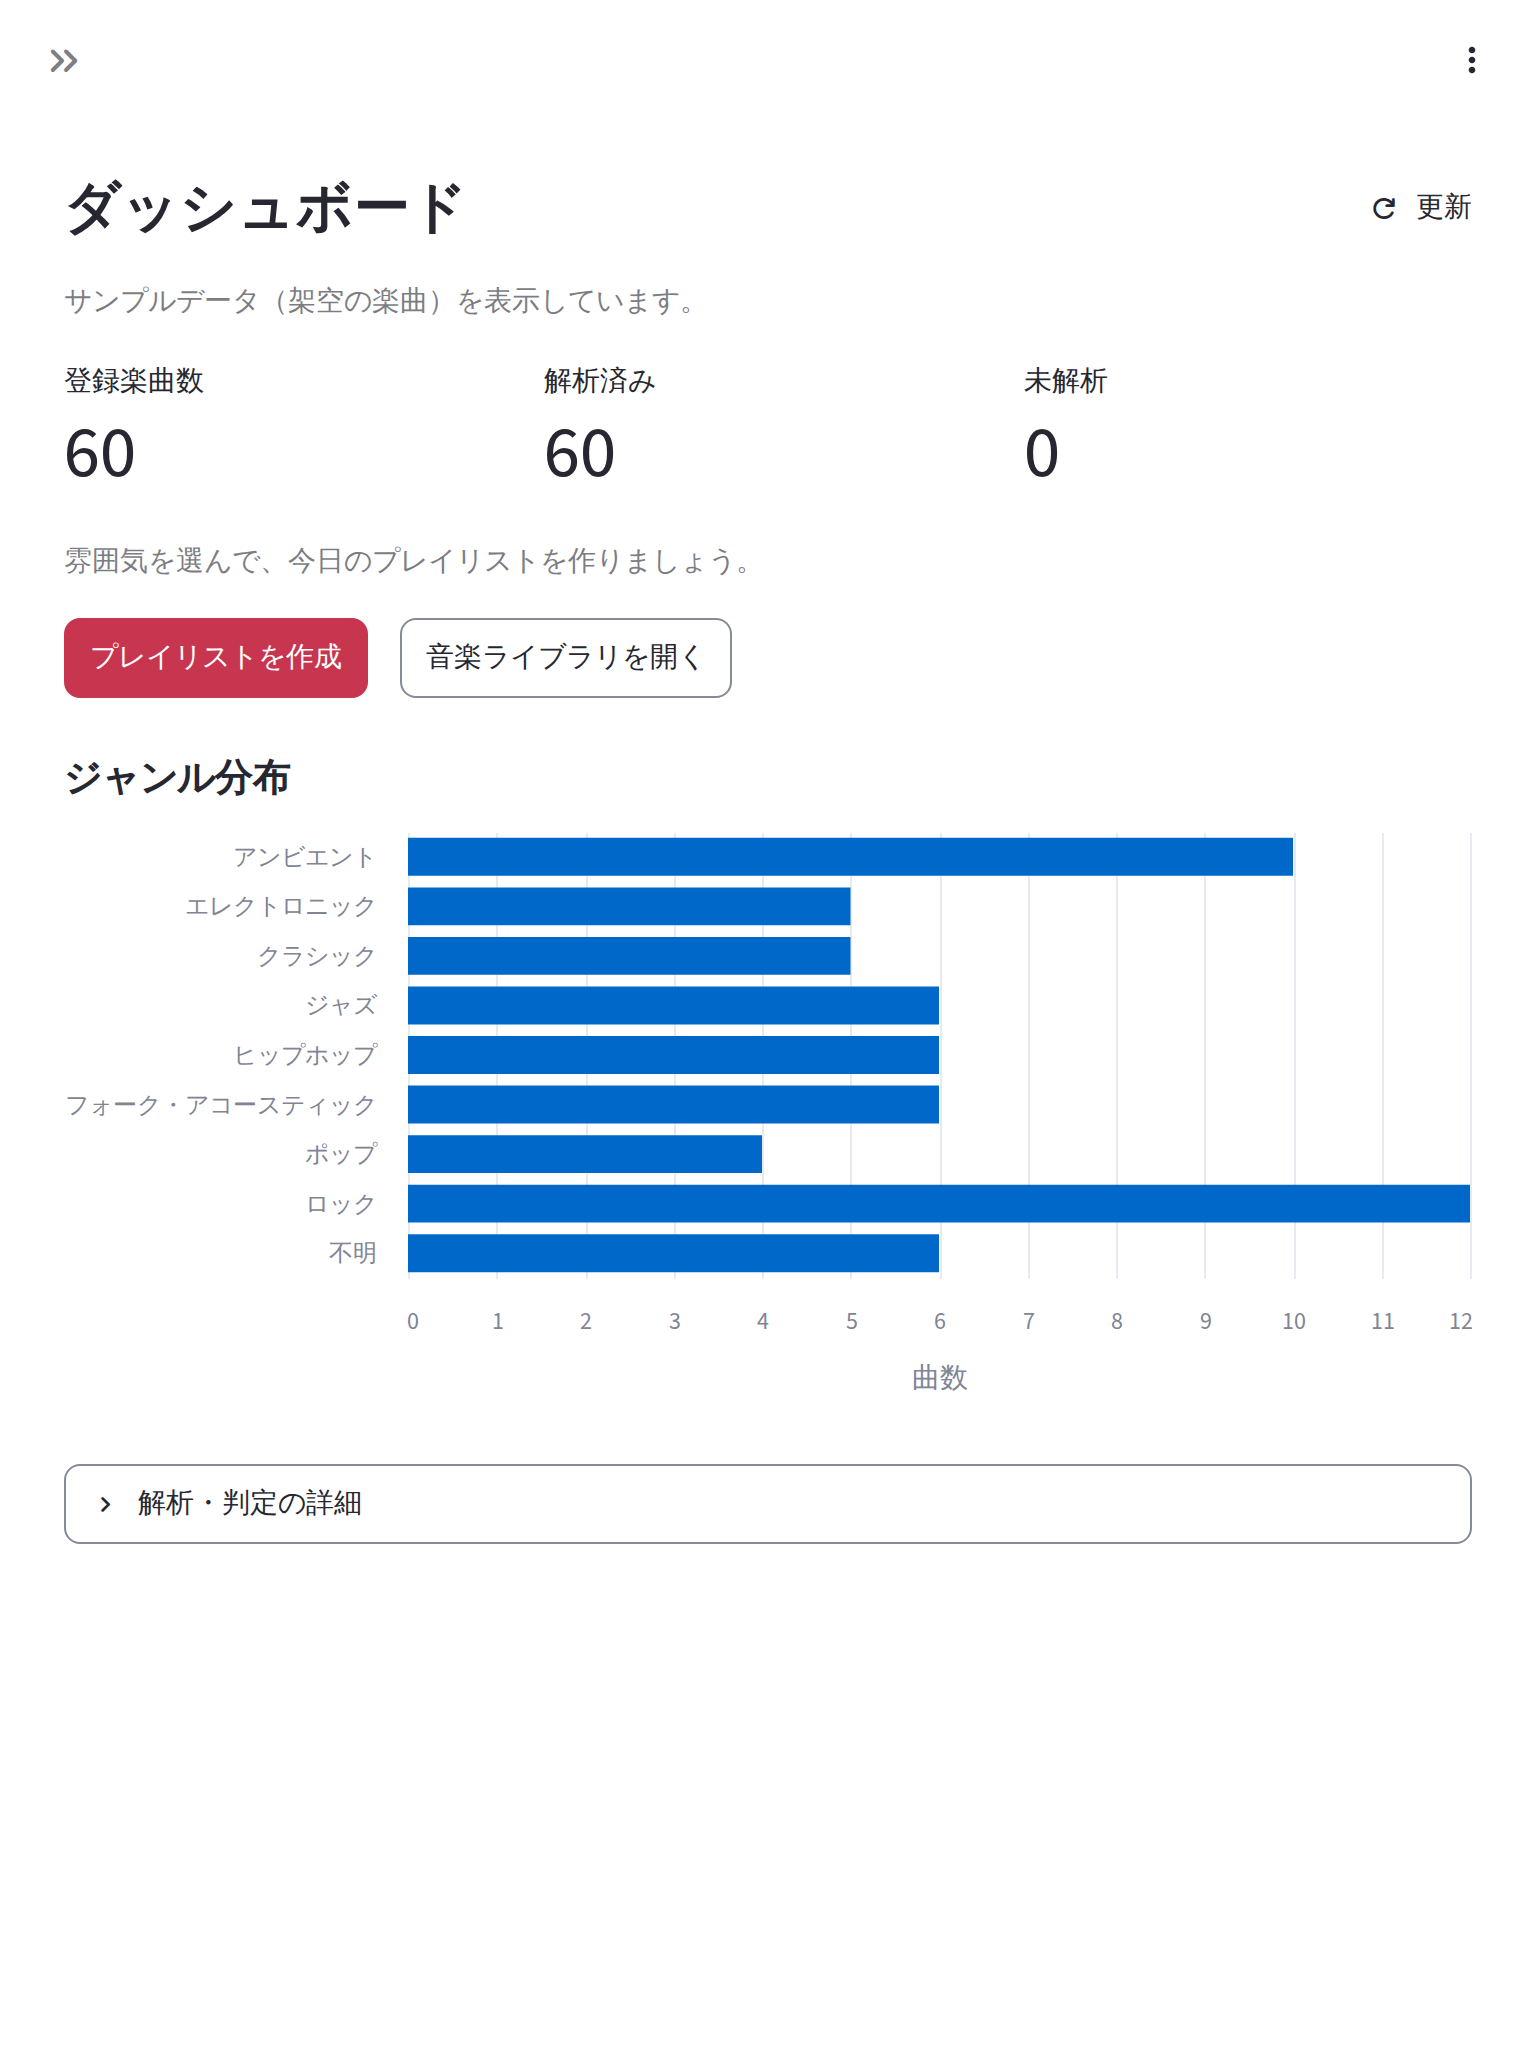 ダッシュボード
更新
サンプルデータ（架空の楽曲）を表示しています。
登録楽曲数
60
解析済み
60
未解析
0
雰囲気を選んで、今日のプレイリストを作りましょう。
プレイリストを作成
音楽ライブラリを開く
ジャンル分布
アンビエント
エレクトロニック
クラシック
ジャズ
ヒップホップ
フォーク・アコースティック
ポップ
ロック
不明
0 1 2 3 4 5 6 7 8 9 10 11 12
曲数
解析・判定の詳細